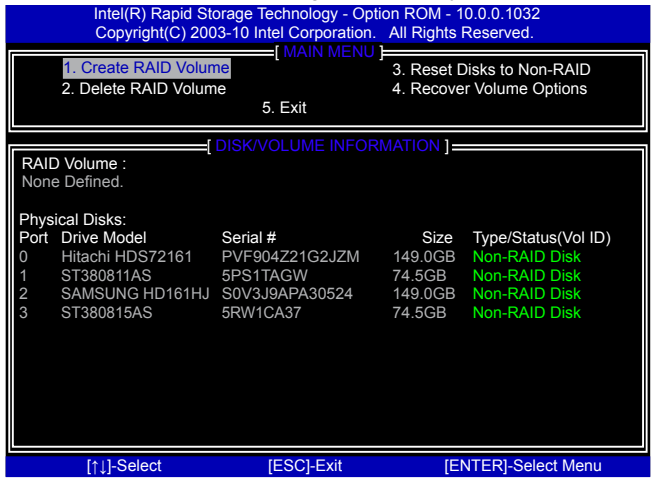 Intel(R) Rapid Storage Technology - Option ROM - 10.0.0.1032
Copyright(C) 2003-10 Intel Corporation. All Rights Reserved.
[ MAIN MENU ]
1. Create RAID Volume 3. Reset Disks to Non-RAID
2. Delete RAID Volume 4. Recover Volume Options
5. Exit
[ DISK/VOLUME INFORMATION ]
RAID Volume :
None Defined.
Physical Disks:
Port Drive Model Serial # Size Type/Status(Vol ID)
0 Hitachi HDS72161 PVF904Z21G2JZM 149.0GB Non-RAID Disk
1 ST380811AS 5PS1TAGW 74.5GB Non-RAID Disk
2 SAMSUNG HD161HJ S0V3J9APA30524 149.0GB Non-RAID Disk
3 ST380815AS 5RW1CA37 74.5GB Non-RAID Disk
[↑↓]-Select [ESC]-Exit [ENTER]-Select Menu